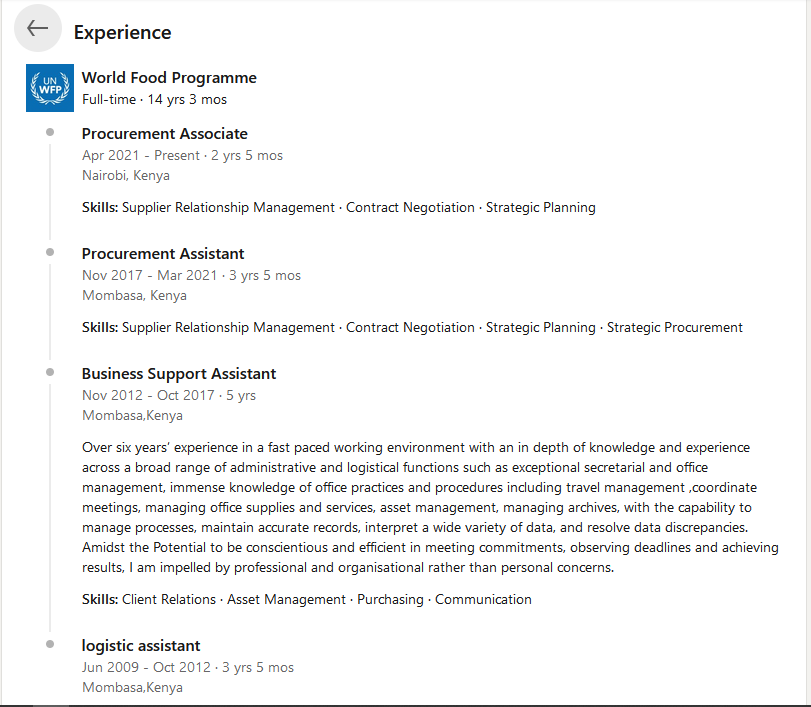 Experience
UN
WFP
World Food Programme
Full-time · 14 yrs 3 mos
Procurement Associate
Apr 2021 - Present · 2 yrs 5 mos
Nairobi, Kenya
Skills: Supplier Relationship Management · Contract Negotiation · Strategic Planning
Procurement Assistant
Nov 2017 - Mar 2021 · 3 yrs 5 mos
Mombasa, Kenya
Skills: Supplier Relationship Management · Contract Negotiation · Strategic Planning · Strategic Procurement
Business Support Assistant
Nov 2012 - Oct 2017 · 5 yrs
Mombasa,Kenya
Over six years’ experience in a fast paced working environment with an in depth of knowledge and experience
across a broad range of administrative and logistical functions such as exceptional secretarial and office
management, immense knowledge of office practices and procedures including travel management ,coordinate
meetings, managing office supplies and services, asset management, managing archives, with the capability to
manage processes, maintain accurate records, interpret a wide variety of data, and resolve data discrepancies.
Amidst the Potential to be conscientious and efficient in meeting commitments, observing deadlines and achieving
results, I am impelled by professional and organisational rather than personal concerns.
Skills: Client Relations · Asset Management · Purchasing · Communication
logistic assistant
Jun 2009 - Oct 2012 · 3 yrs 5 mos
Mombasa,Kenya